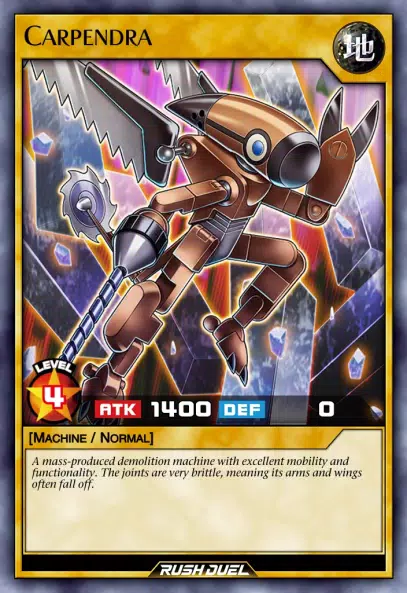 Carpendra
地
LEVEL
4
ATK 1400 DEF 0
[Machine / Normal]
A mass-produced demolition machine with excellent mobility and
functionality. The joints are very brittle, meaning its arms and wings
often fall off.
RUSH DUEL